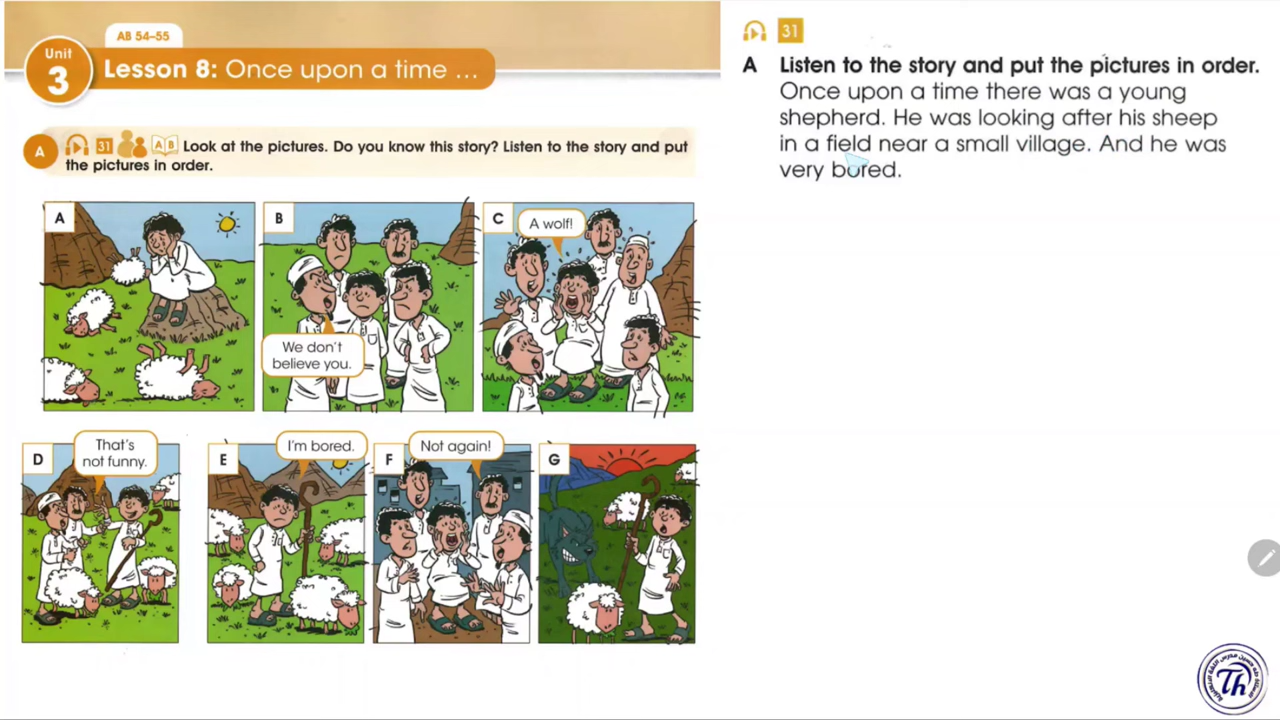 AB 54–55
Unit
3
Lesson 8: Once upon a time ...
A 31 AB Look at the pictures. Do you know this story? Listen to the story and put
the pictures in order.
A
B
We don't
believe you.
C
A wolf!
D
That's
not funny.
E
I'm bored.
F
Not again!
G
31
A Listen to the story and put the pictures in order.
Once upon a time there was a young
shepherd. He was looking after his sheep
in a field near a small village. And he was
very bored.
Th